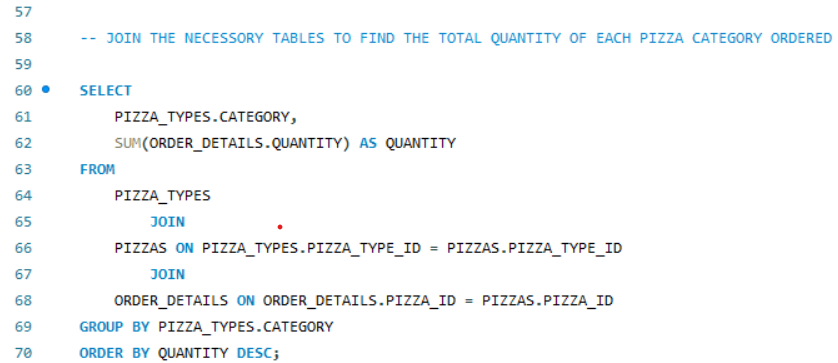 57
58 -- JOIN THE NECESSORY TABLES TO FIND THE TOTAL QUANTITY OF EACH PIZZA CATEGORY ORDERED
59
60 SELECT
61 PIZZA_TYPES.CATEGORY,
62 SUM(ORDER_DETAILS.QUANTITY) AS QUANTITY
63 FROM
64 PIZZA_TYPES
65 JOIN
66 PIZZAS ON PIZZA_TYPES.PIZZA_TYPE_ID = PIZZAS.PIZZA_TYPE_ID
67 JOIN
68 ORDER_DETAILS ON ORDER_DETAILS.PIZZA_ID = PIZZAS.PIZZA_ID
69 GROUP BY PIZZA_TYPES.CATEGORY
70 ORDER BY QUANTITY DESC;